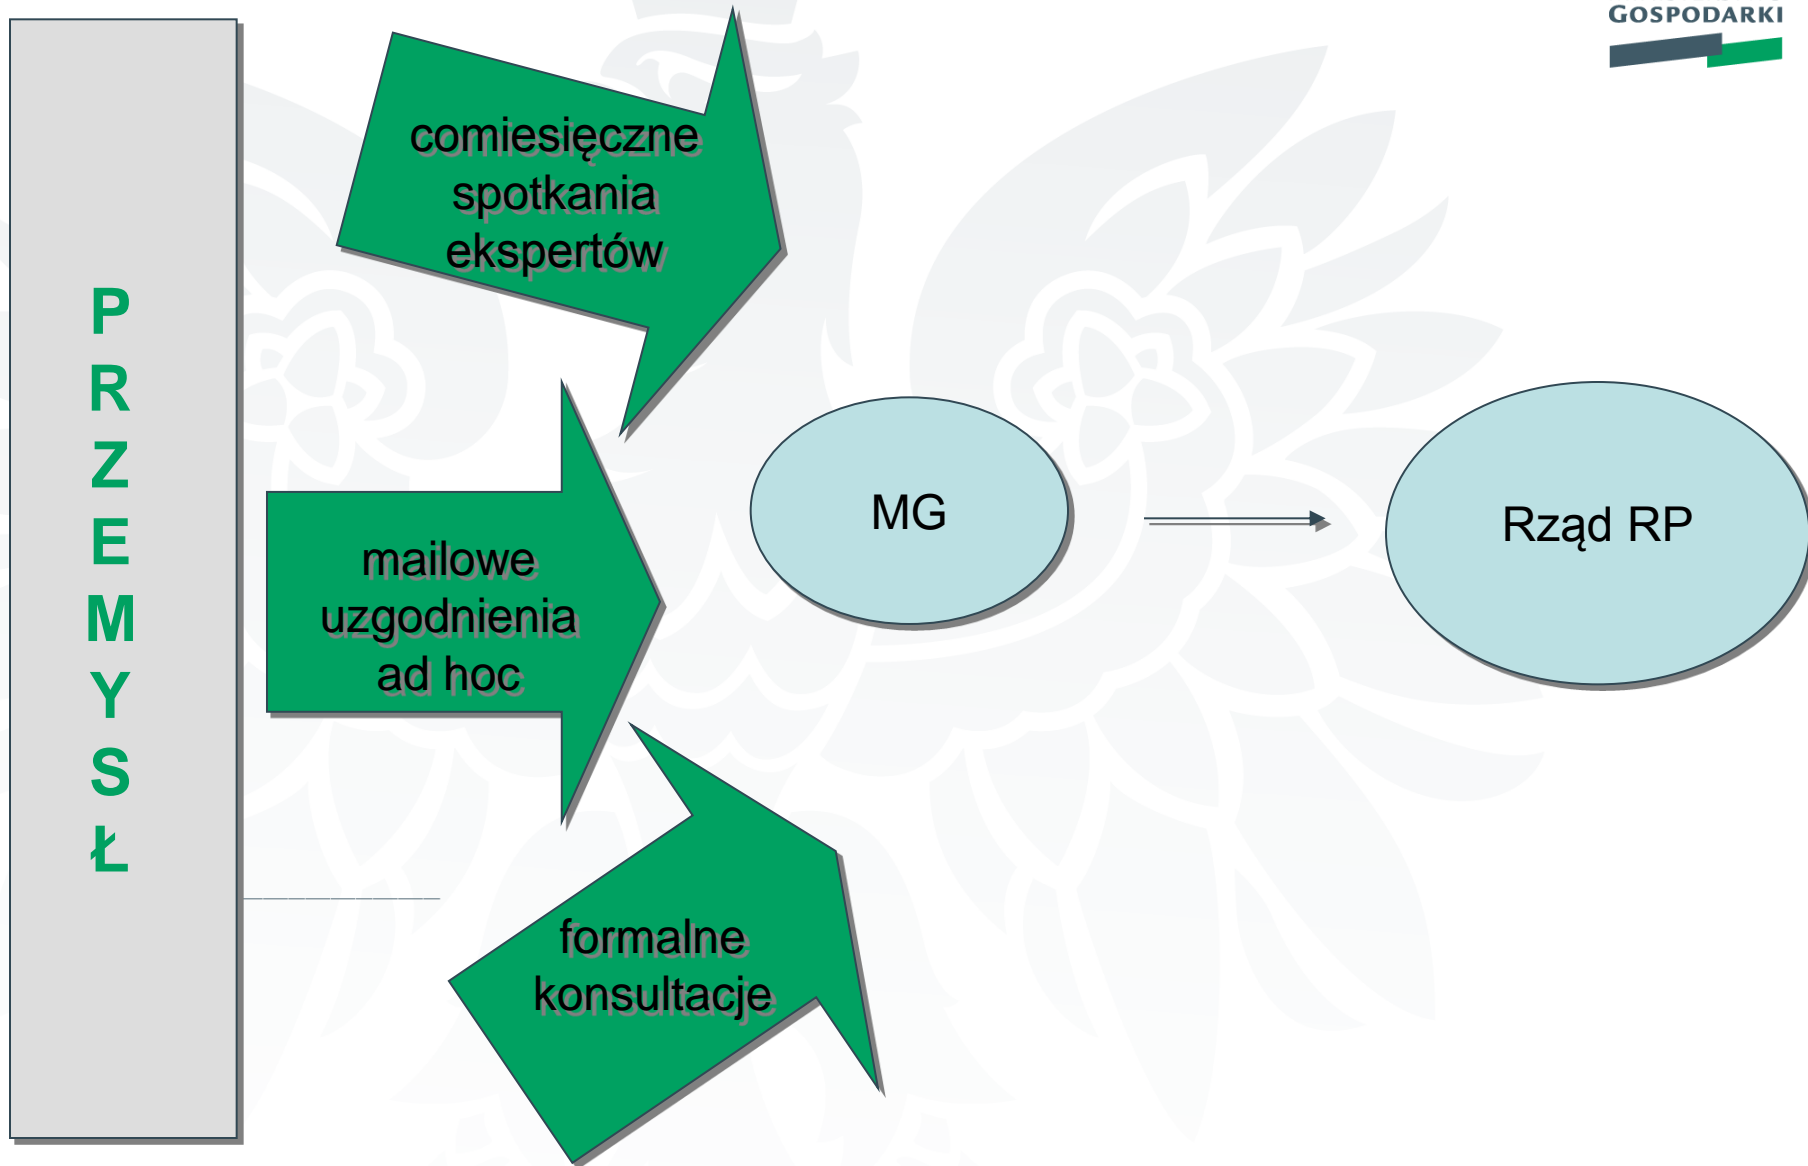 GOSPODARKI
P
R
Z
E
M
Y
S
Ł
comiesięczne
spotkania
ekspertów
mailowe
uzgodnienia
ad hoc
formalne
konsultacje
MG
Rząd RP